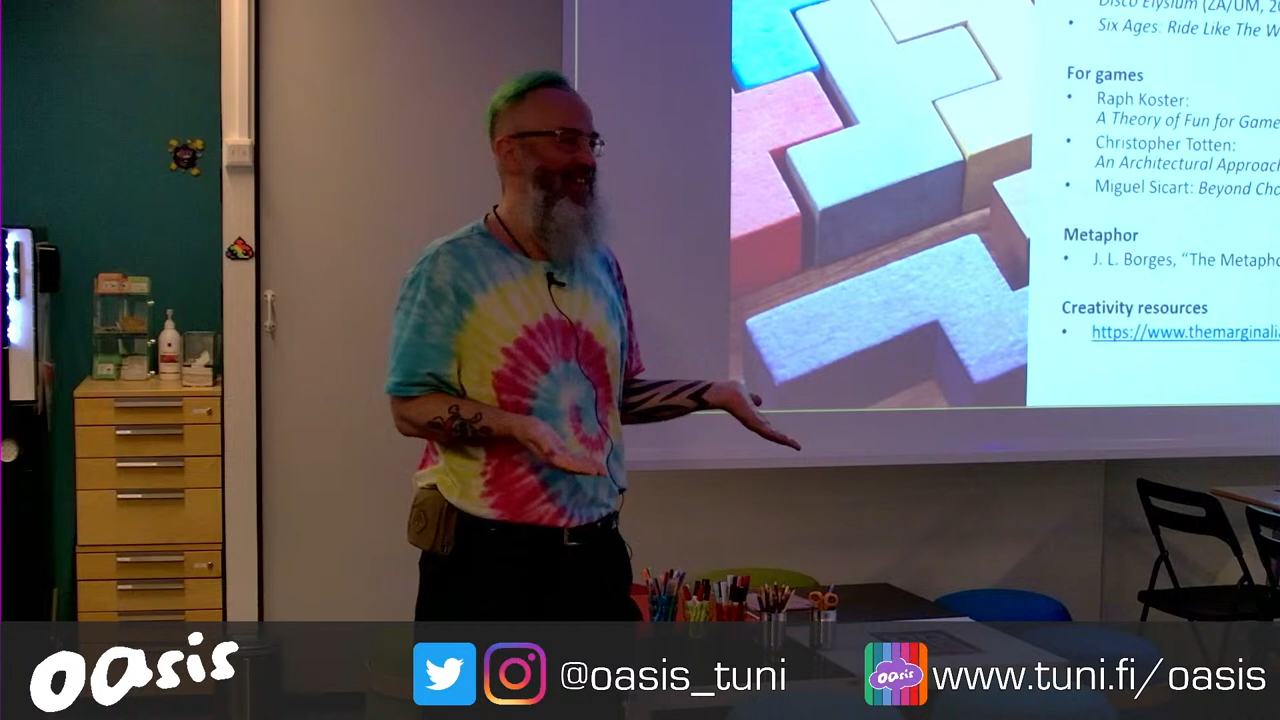 Disco Elysium (ZA/UM, 20
• Six Ages: Ride Like The W
For games
• Raph Koster:
A Theory of Fun for Game
• Christopher Totten:
An Architectural Approach
• Miguel Sicart: Beyond Cho
Metaphor
• J. L. Borges, “The Metapho
Creativity resources
• https://www.themarginali
oasis
@oasis_tuni
oasis
www.tuni.fi/oasis